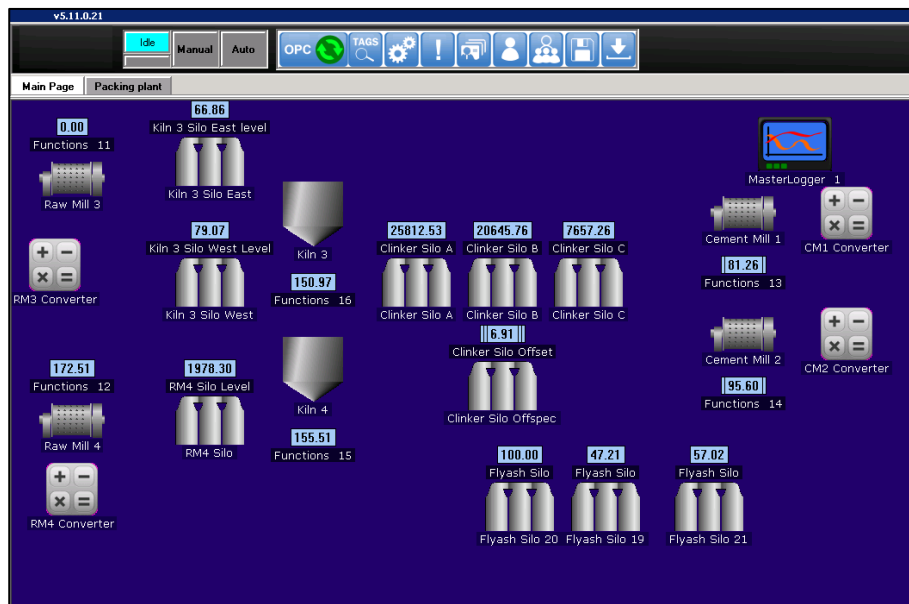 v5.11.0.21
Idle
Manual
Auto
OPC
TAGS
Main Page
Packing plant
66.86
Kiln 3 Silo East level
Kiln 3 Silo East
0.00
Functions 11
Raw Mill 3
79.07
Kiln 3 Silo West Level
Kiln 3 Silo West
RM3 Converter
Kiln 3
150.97
Functions 16
25812.53
Clinker Silo A
Clinker Silo A
20645.76
Clinker Silo B
Clinker Silo B
7657.26
Clinker Silo C
Clinker Silo C
MasterLogger 1
Cement Mill 1
81.26
Functions 13
CM1 Converter
6.91
Clinker Silo Offset
Clinker Silo Offspec
Cement Mill 2
95.60
Functions 14
CM2 Converter
172.51
Functions 12
Raw Mill 4
RM4 Converter
1978.30
RM4 Silo Level
RM4 Silo
Kiln 4
155.51
Functions 15
100.00
Flyash Silo
Flyash Silo 20
47.21
Flyash Silo
Flyash Silo 19
57.02
Flyash Silo
Flyash Silo 21